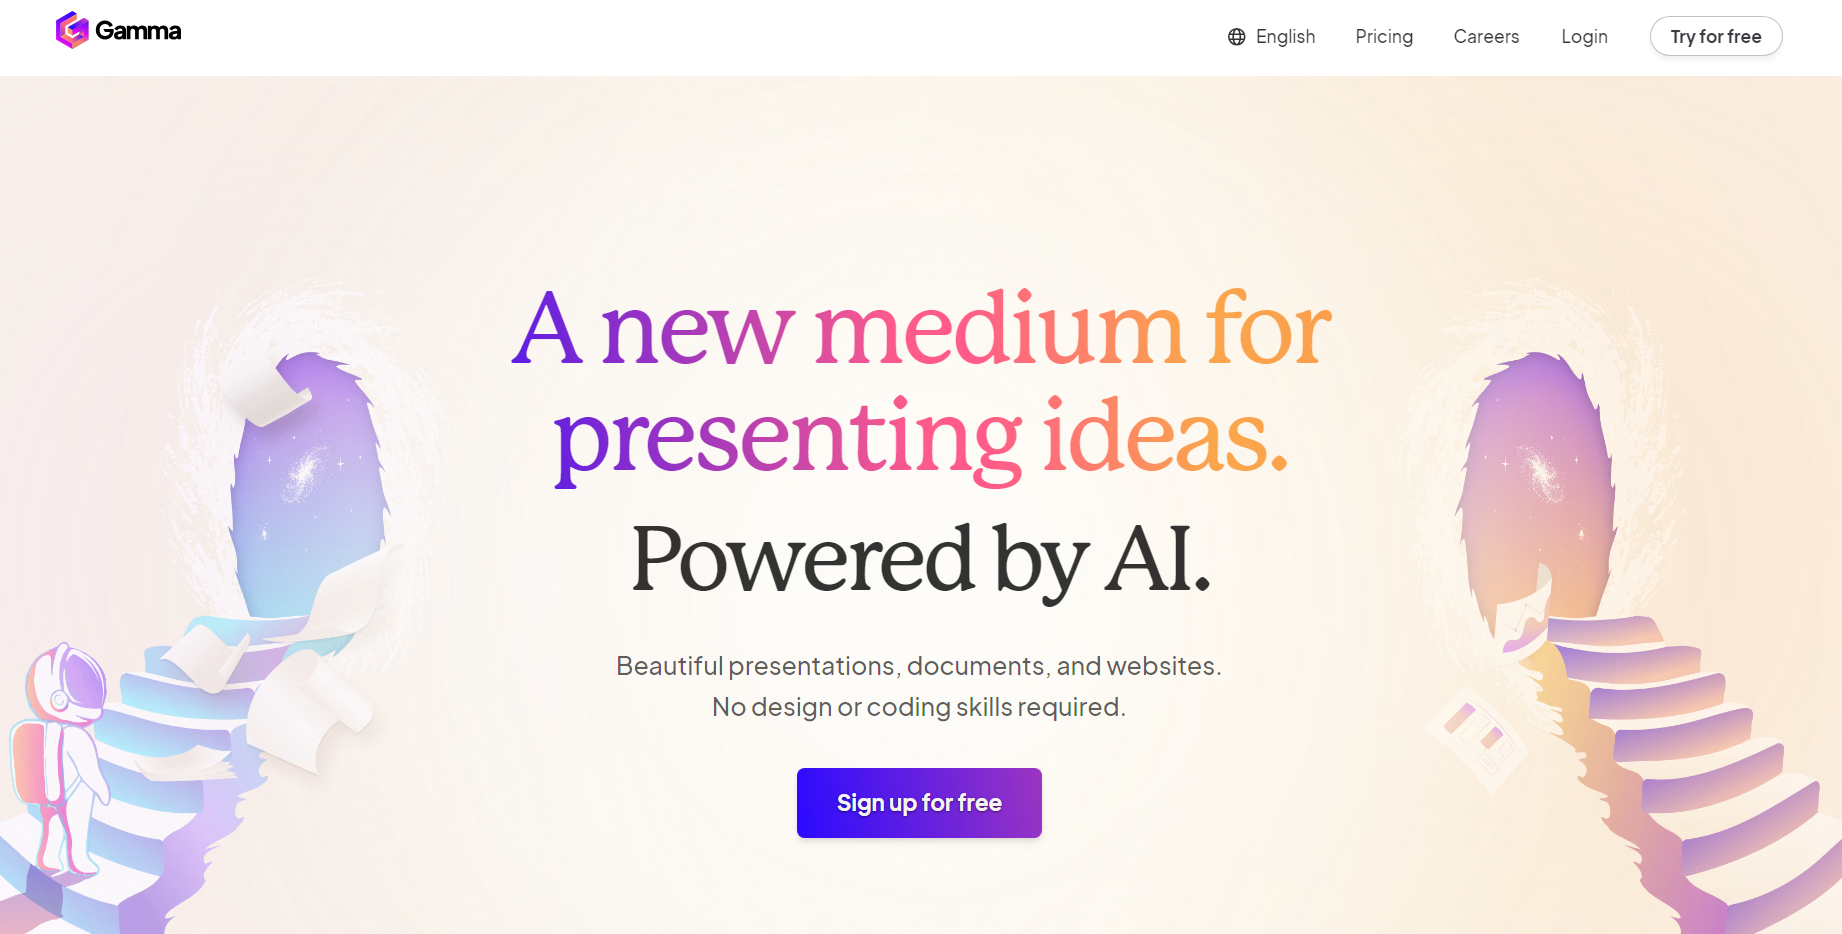 Gamma
English
Pricing
Careers
Login
Try for free
A new medium for
presenting ideas.
Powered by AI.
Beautiful presentations, documents, and websites.
No design or coding skills required.
Sign up for free